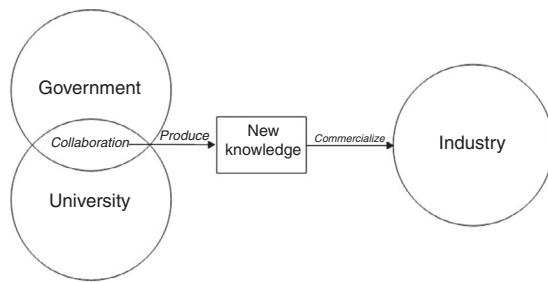 Government
Collaboration
Produce
New
knowledge
Commercialize
Industry
University